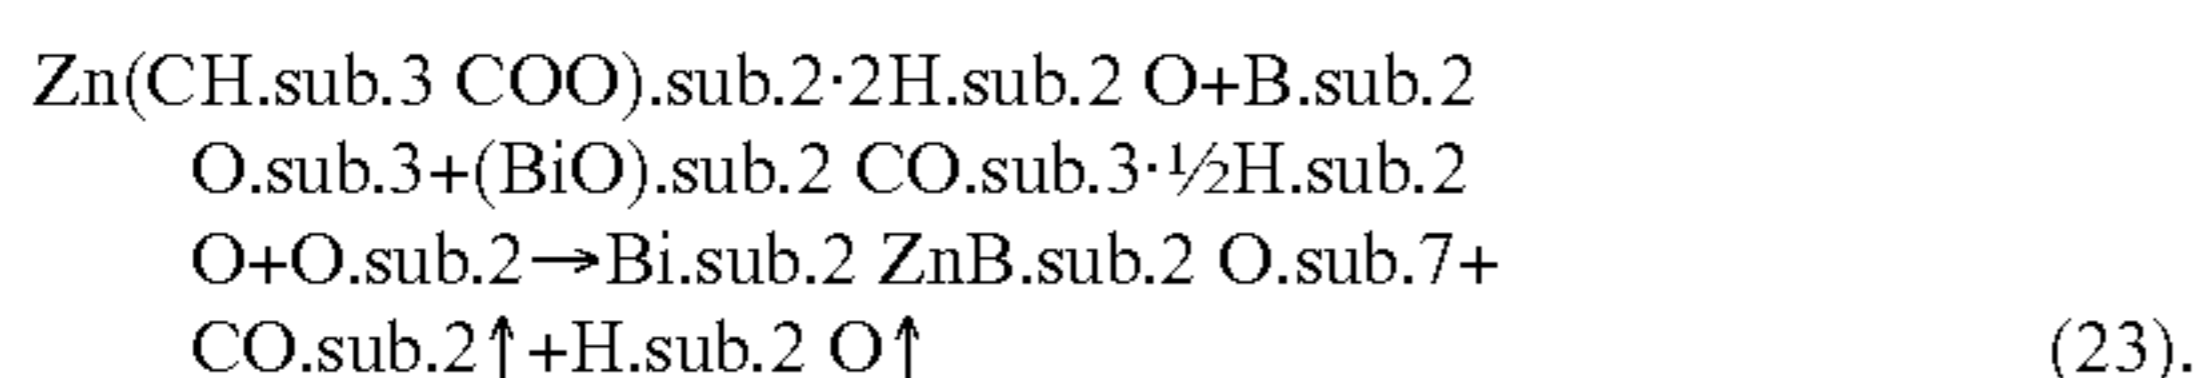 Zn(CH.sub.3 COO).sub.2·2H.sub.2 O+B.sub.2
O.sub.3+(BiO).sub.2 CO.sub.3·½H.sub.2
O+O.sub.2→Bi.sub.2 ZnB.sub.2 O.sub.7+
CO.sub.2↑+H.sub.2 O↑ (23).